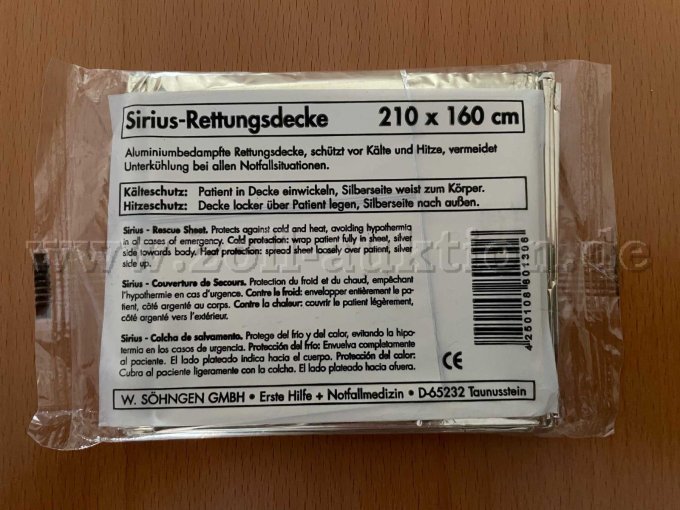 Sirius-Rettungsdecke 210 x 160 cm
Aluminiumbedampfte Rettungsdecke, schützt vor Kälte und Hitze, vermeidet
Unterkühlung bei allen Notfallsituationen.
Kälteschutz: Patient in Decke einwickeln, Silberseite weist zum Körper.
Hitzeschutz: Decke locker über Patient legen, Silberseite nach außen.
Sirius - Rescue Sheet. Protects against cold and heat, avoiding hypothermia
in all cases of emergency. Cold protection: wrap patient fully in sheet, silver
side towards body. Heat protection: spread sheet loosely over patient, silver
side up.
Sirius - Couverture de Secours. Protection du froid et du chaud, empêchant
l'hypothermie en cas d'urgence. Contre le froid: envelopper entièrement le pa-
tient, côté argenté au corps. Contre la chaleur: couvrir le patient légèrement,
côté argenté vers l'extérieur.
Sirius - Colcha de salvamento. Protege del frío y del calor, evitando la hipo-
termia en los casos de urgencia. Protección del frío: Envuelva completamente
al paciente. El lado plateado indica hacia el cuerpo. Protección del calor:
Cubra al paciente ligeramente con la colcha. El lado plateado hacia afuera.
4 250108 601306
CE
W. SÖHNGEN GMBH • Erste Hilfe + Notfallmedizin • D-65232 Taunusstein
www.zoll-auktion.de